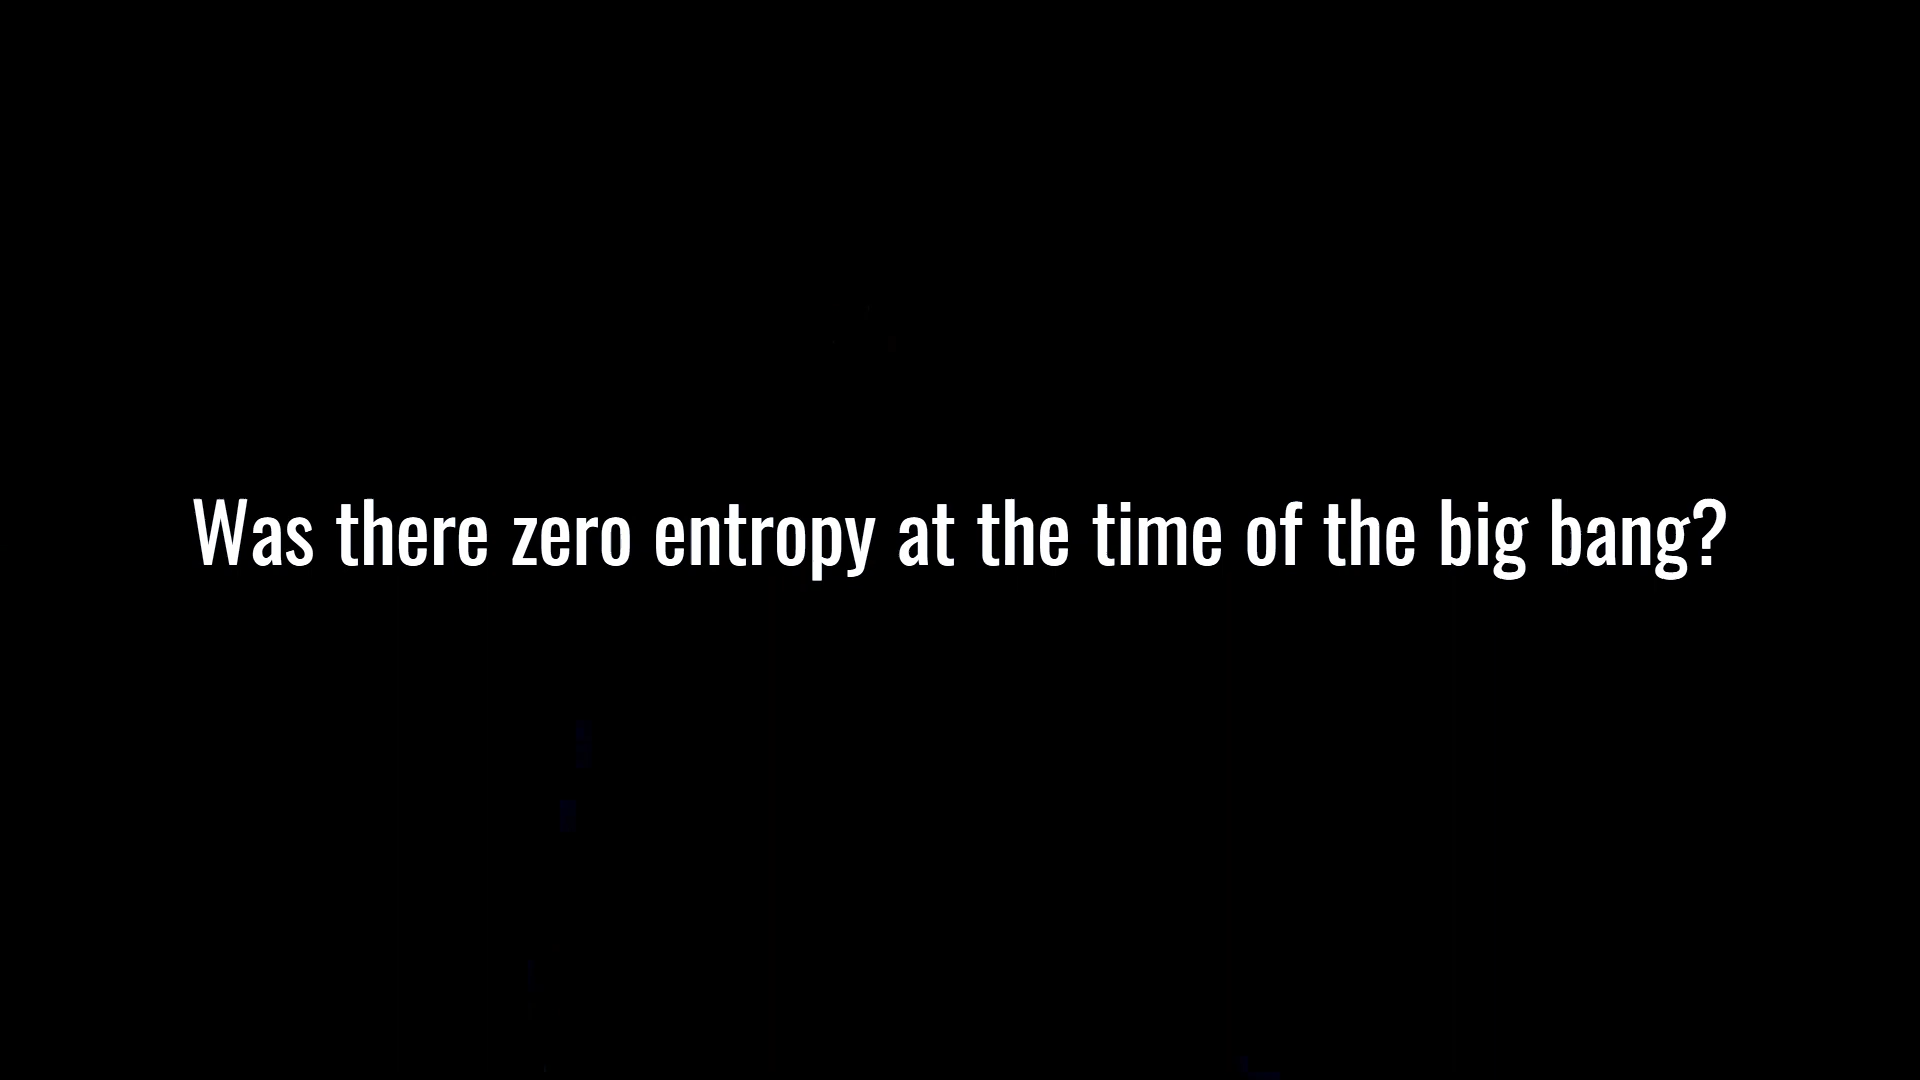 Was there zero entropy at the time of the big bang?